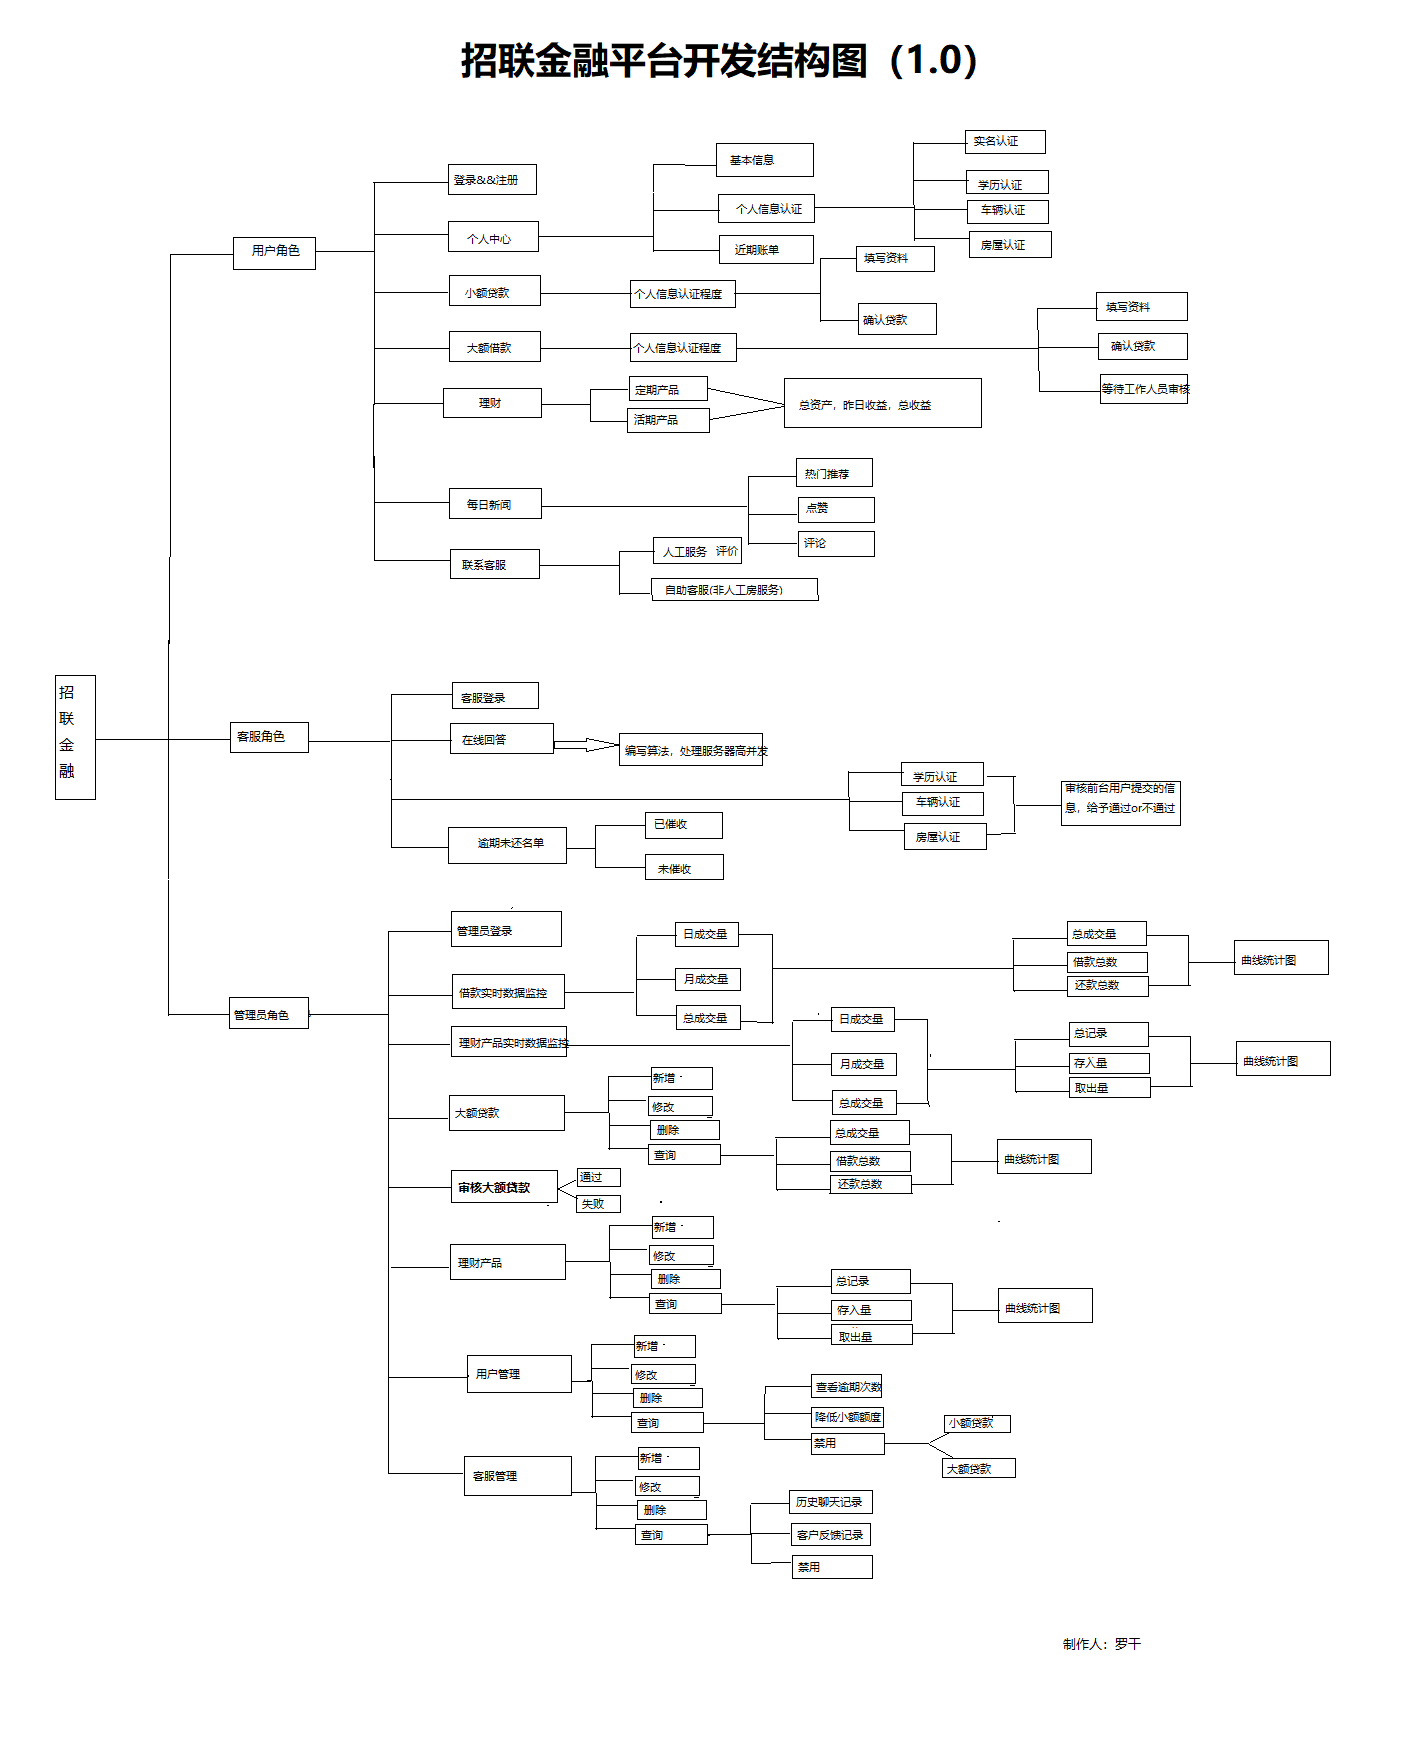 招联金融平台开发结构图（1.0）
招
联
金
融
用户角色
登录&&注册
个人中心
基本信息
个人信息认证
实名认证
学历认证
车辆认证
房屋认证
近期账单
小额贷款
个人信息认证程度
填写资料
确认贷款
大额借款
个人信息认证程度
填写资料
确认贷款
等待工作人员审核
理财
定期产品
活期产品
总资产，昨日收益，总收益
每日新闻
热门推荐
点赞
评论
联系客服
人工服务 评价
自助客服(非人工房服务)
客服角色
客服登录
在线回答
编写算法，处理服务器高并发
学历认证
车辆认证
房屋认证
审核前台用户提交的信
息，给予通过or不通过
逾期未还名单
已催收
未催收
管理员角色
管理员登录
借款实时数据监控
日成交量
月成交量
总成交量
总成交量
借款总数
还款总数
曲线统计图
理财产品实时数据监控
日成交量
月成交量
总成交量
总记录
存入量
取出量
曲线统计图
大额贷款
新增
修改
删除
查询
总成交量
借款总数
还款总数
曲线统计图
审核大额贷款
通过
失败
理财产品
新增
修改
删除
查询
总记录
存入量
取出量
曲线统计图
用户管理
新增
修改
删除
查询
查看逾期次数
降低小额额度
禁用
小额贷款
大额贷款
客服管理
新增
修改
删除
查询
历史聊天记录
客户反馈记录
禁用
制作人：罗干